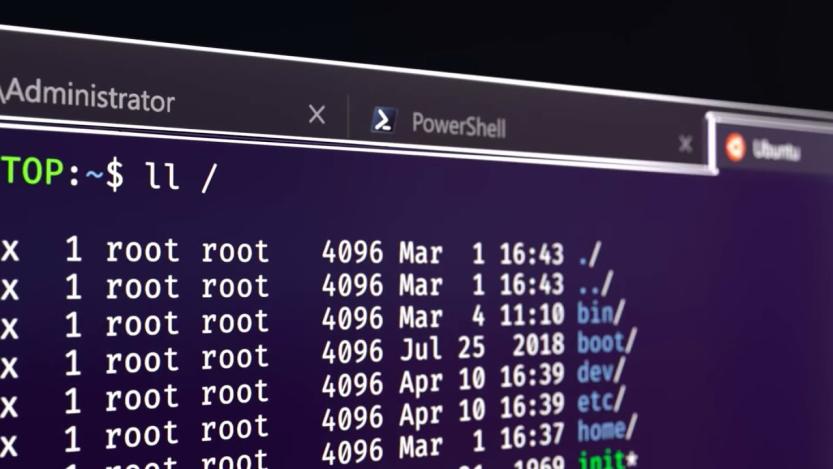 \Administrator
PowerShell
Ubuntu
TOP:~$ ll /
x 1 root root 4096 Mar 1 16:43 ./
x 1 root root 4096 Mar 1 16:43 ../
x 1 root root 4096 Mar 4 11:10 bin/
x 1 root root 4096 Jul 25 2018 boot/
x 1 root root 4096 Apr 10 16:39 dev/
x 1 root root 4096 Apr 10 16:39 etc/
1 root root 4096 Mar 1 16:37 home/
1969 init*